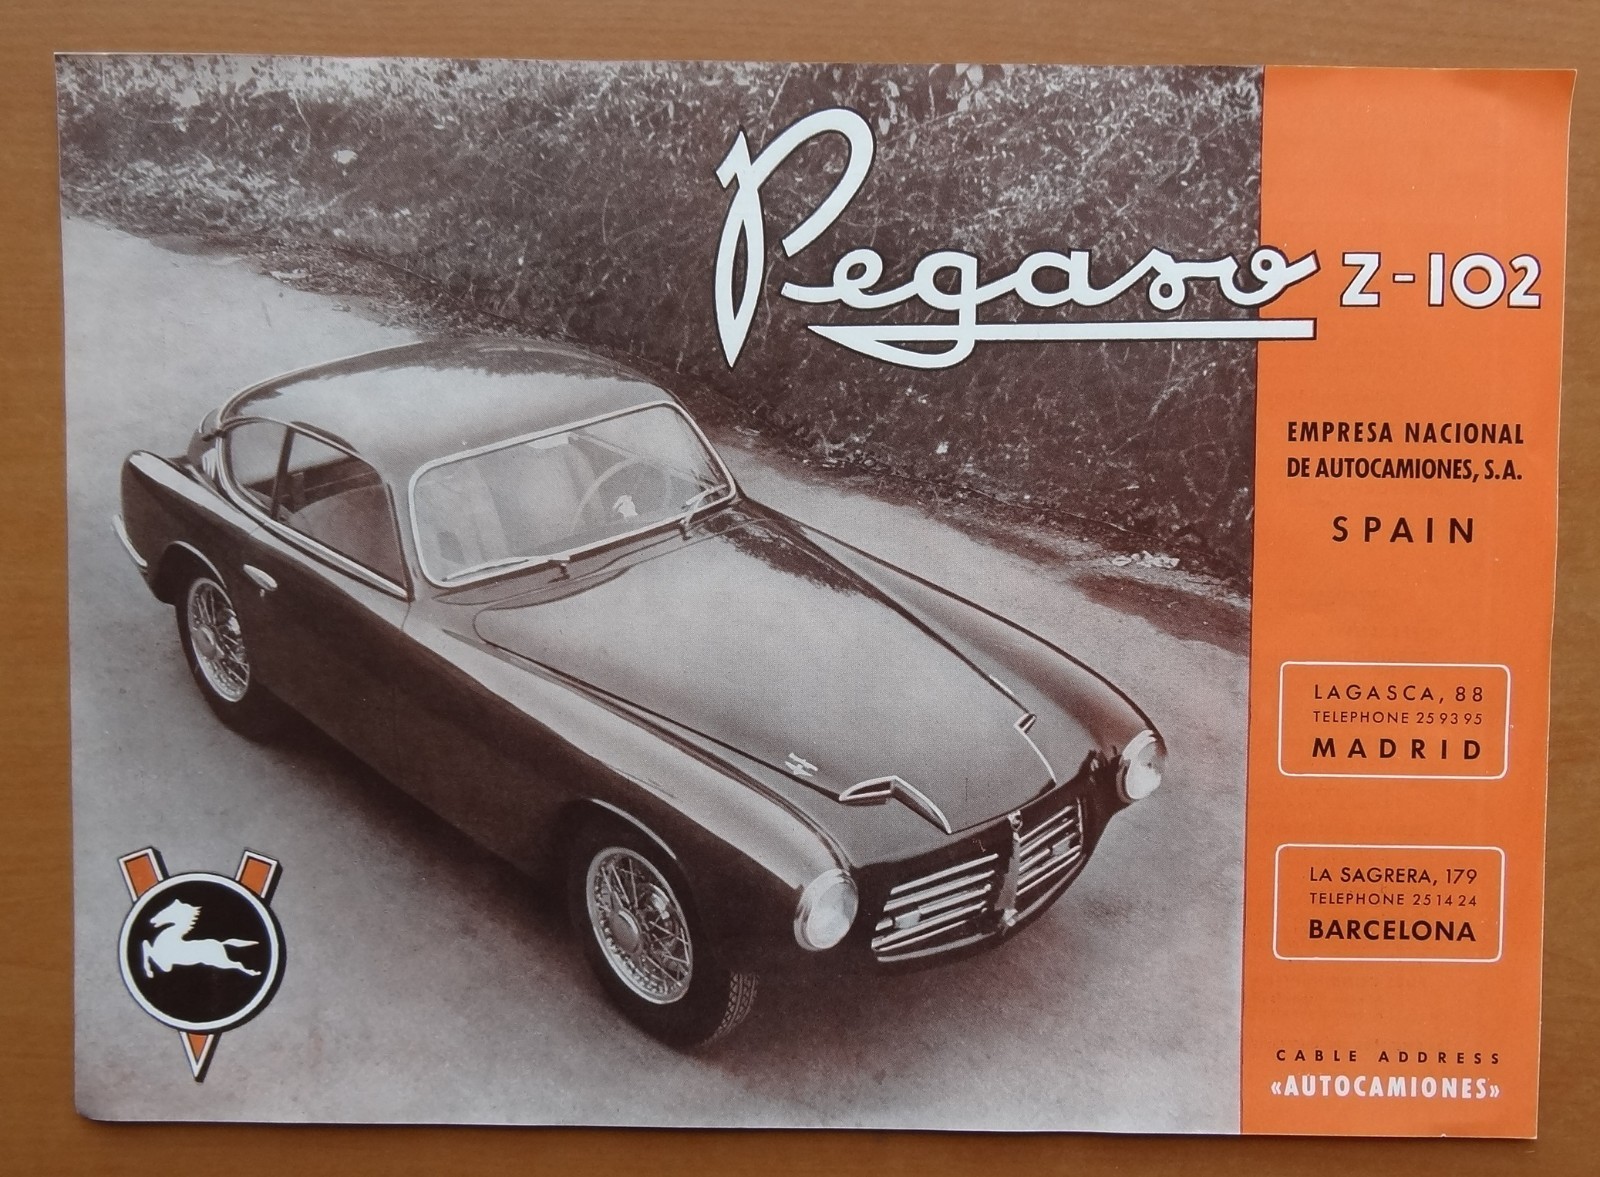 Pegaso Z-102
EMPRESA NACIONAL
DE AUTOCAMIONES, S.A.
SPAIN
LAGASCA, 88
TELEPHONE 25 93 95
MADRID
LA SAGRERA, 179
TELEPHONE 25 14 24
BARCELONA
CABLE ADDRESS
«AUTOCAMIONES»